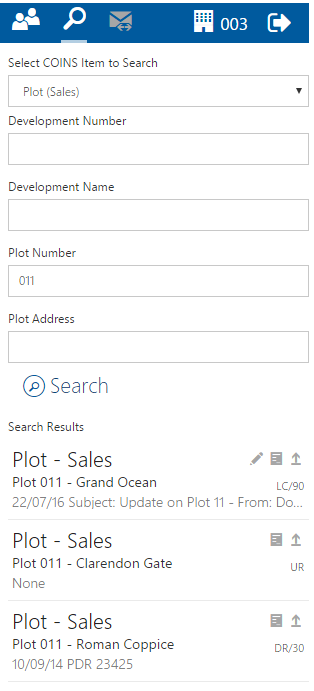 003
Select COINS Item to Search
Plot (Sales)
Development Number
Development Name
Plot Number
011
Plot Address
Search
Search Results
Plot - Sales
Plot 011 - Grand Ocean
LC/90
22/07/16 Subject: Update on Plot 11 - From: Do...
Plot - Sales
Plot 011 - Clarendon Gate
UR
None
Plot - Sales
Plot 011 - Roman Coppice
DR/30
10/09/14 PDR 23425